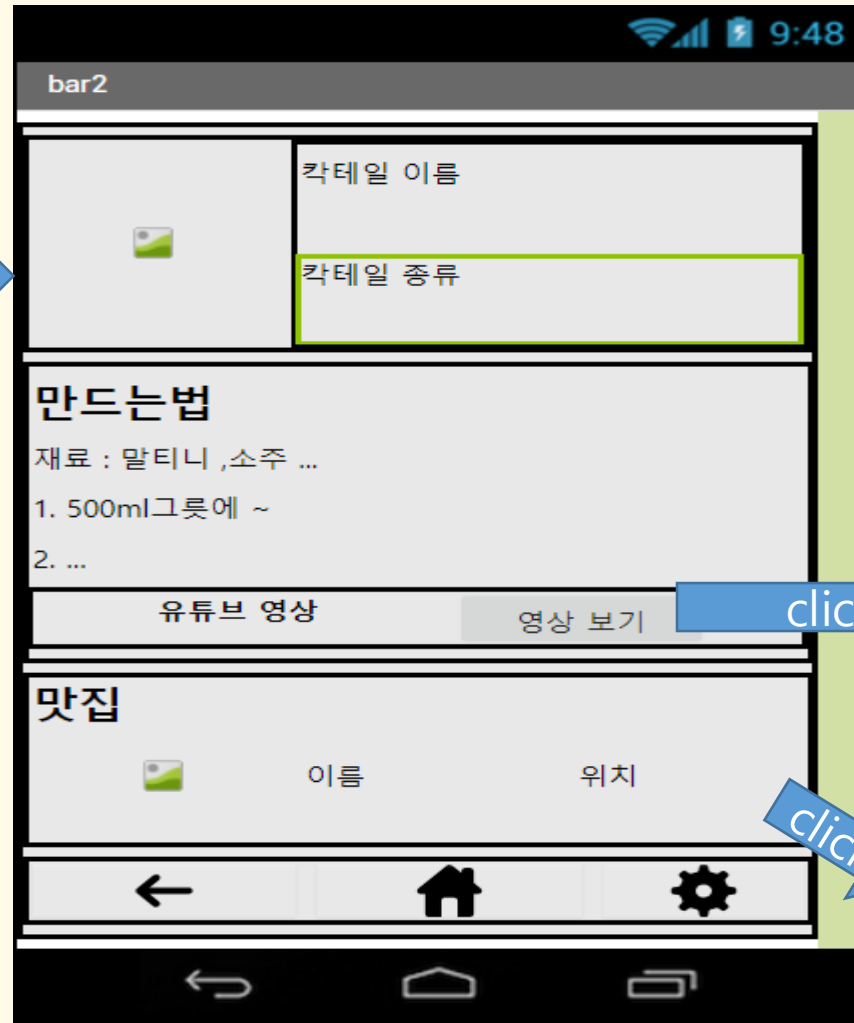 9:48
bar2
칵테일 이름
칵테일 종류
만드는법
재료 : 말티니 ,소주 ...
1. 500ml그릇에 ~
2. ...
유튜브 영상 영상 보기
맛집
이름 위치